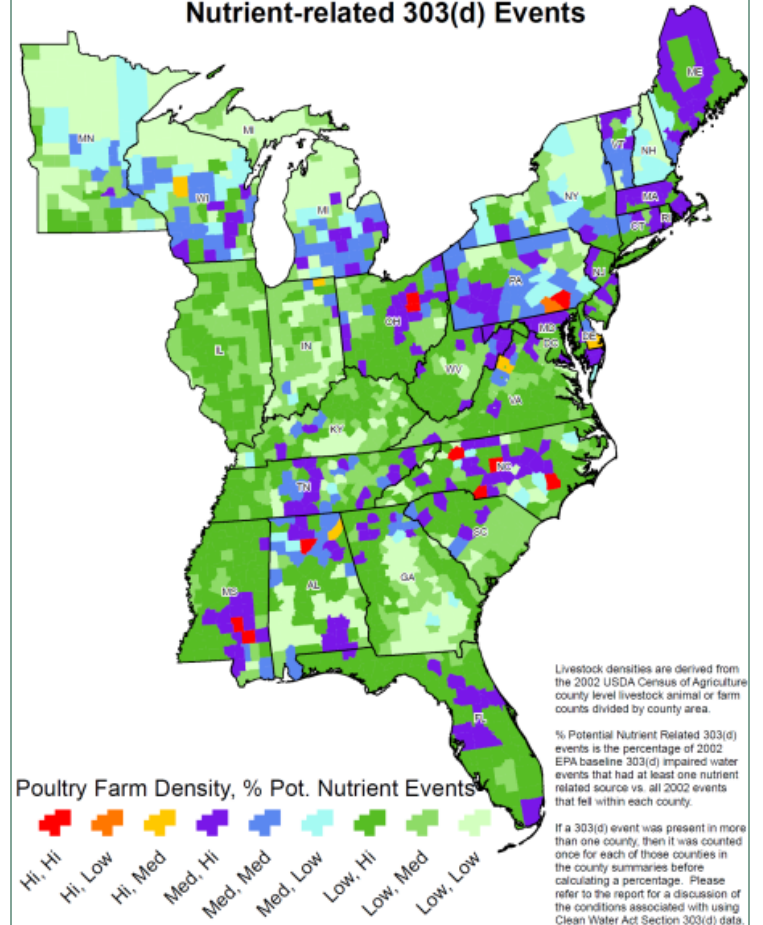 Nutrient-related 303(d) Events
ME
MN
MI
VT
NH
WI
NY
MA
MI
CT
RI
PA
NJ
OH
MD
DE
DC
IL
IN
WV
VA
KY
NC
TN
SC
GA
AL
MS
FL
Livestock densities are derived from
the 2002 USDA Census of Agriculture
county level livestock animal or farm
counts divided by county area.
% Potential Nutrient Related 303(d)
events is the percentage of 2002
EPA baseline 303(d) impaired water
events that had at least one nutrient
related source vs. all 2002 events
that fell within each county.
If a 303(d) event was present in more
than one county, then it was counted
once for each of those counties in
the county summaries before
calculating a percentage. Please
refer to the report for a discussion of
the conditions associated with using
Clean Water Act Section 303(d) data.
Poultry Farm Density, % Pot. Nutrient Events
Hi, Hi
Hi, Low
Hi, Med
Med, Hi
Med, Med
Med, Low
Low, Hi
Low, Med
Low, Low